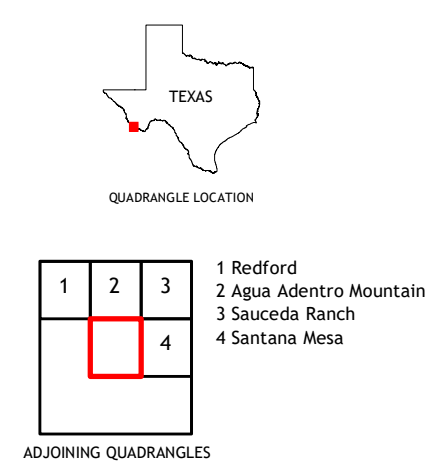 TEXAS
QUADRANGLE LOCATION
1 2 3
4
1 Redford
2 Agua Adentro Mountain
3 Sauceda Ranch
4 Santana Mesa
ADJOINING QUADRANGLES